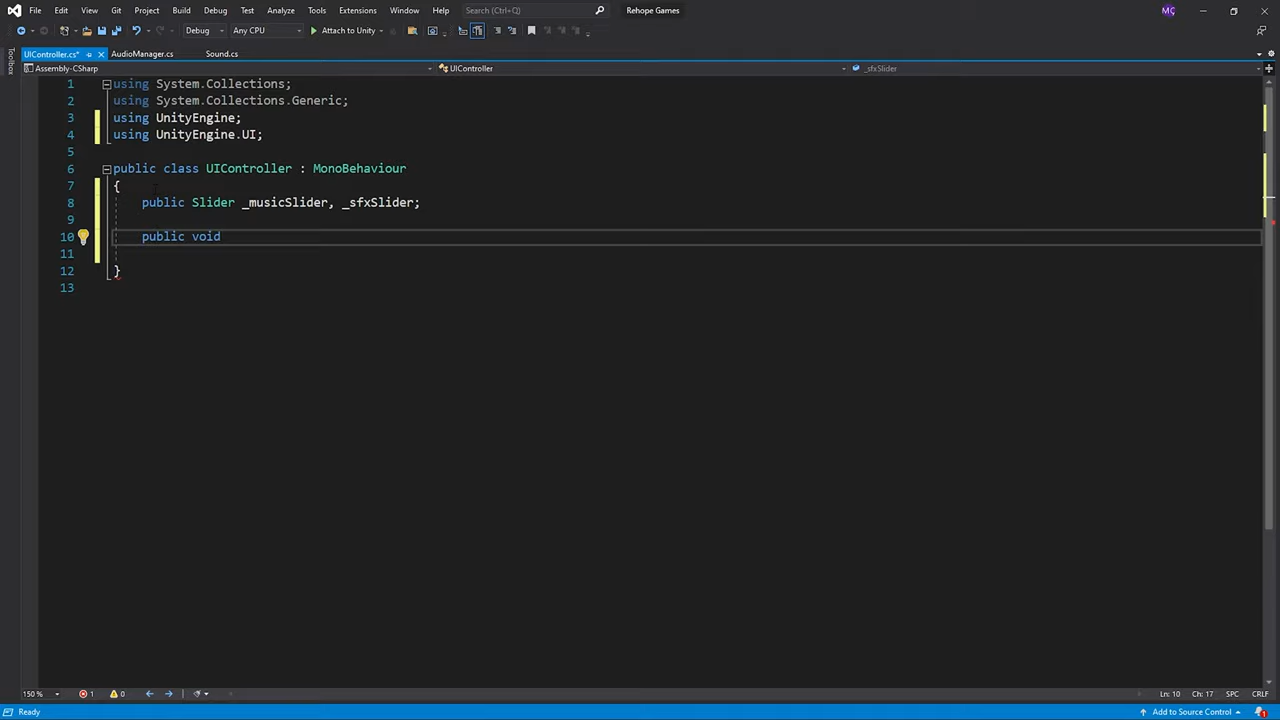 File Edit View Git Project Build Debug Test Analyze Tools Extensions Window Help Search (Ctrl+Q) Rehope Games MC
Debug Any CPU Attach to Unity
UIController.cs* AudioManager.cs Sound.cs
Toolbox
Assembly-CSharp UIController _sfxSlider
1 using System.Collections;
2 using System.Collections.Generic;
3 using UnityEngine;
4 using UnityEngine.UI;
5
6 public class UIController : MonoBehaviour
7 {
8 public Slider _musicSlider, _sfxSlider;
9
10 public void
11
12 }
13
150 % 1 0 Ln: 10 Ch: 17 SPC CRLF
Ready Add to Source Control 1